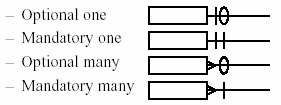 – Optional one
– Mandatory one
– Optional many
– Mandatory many